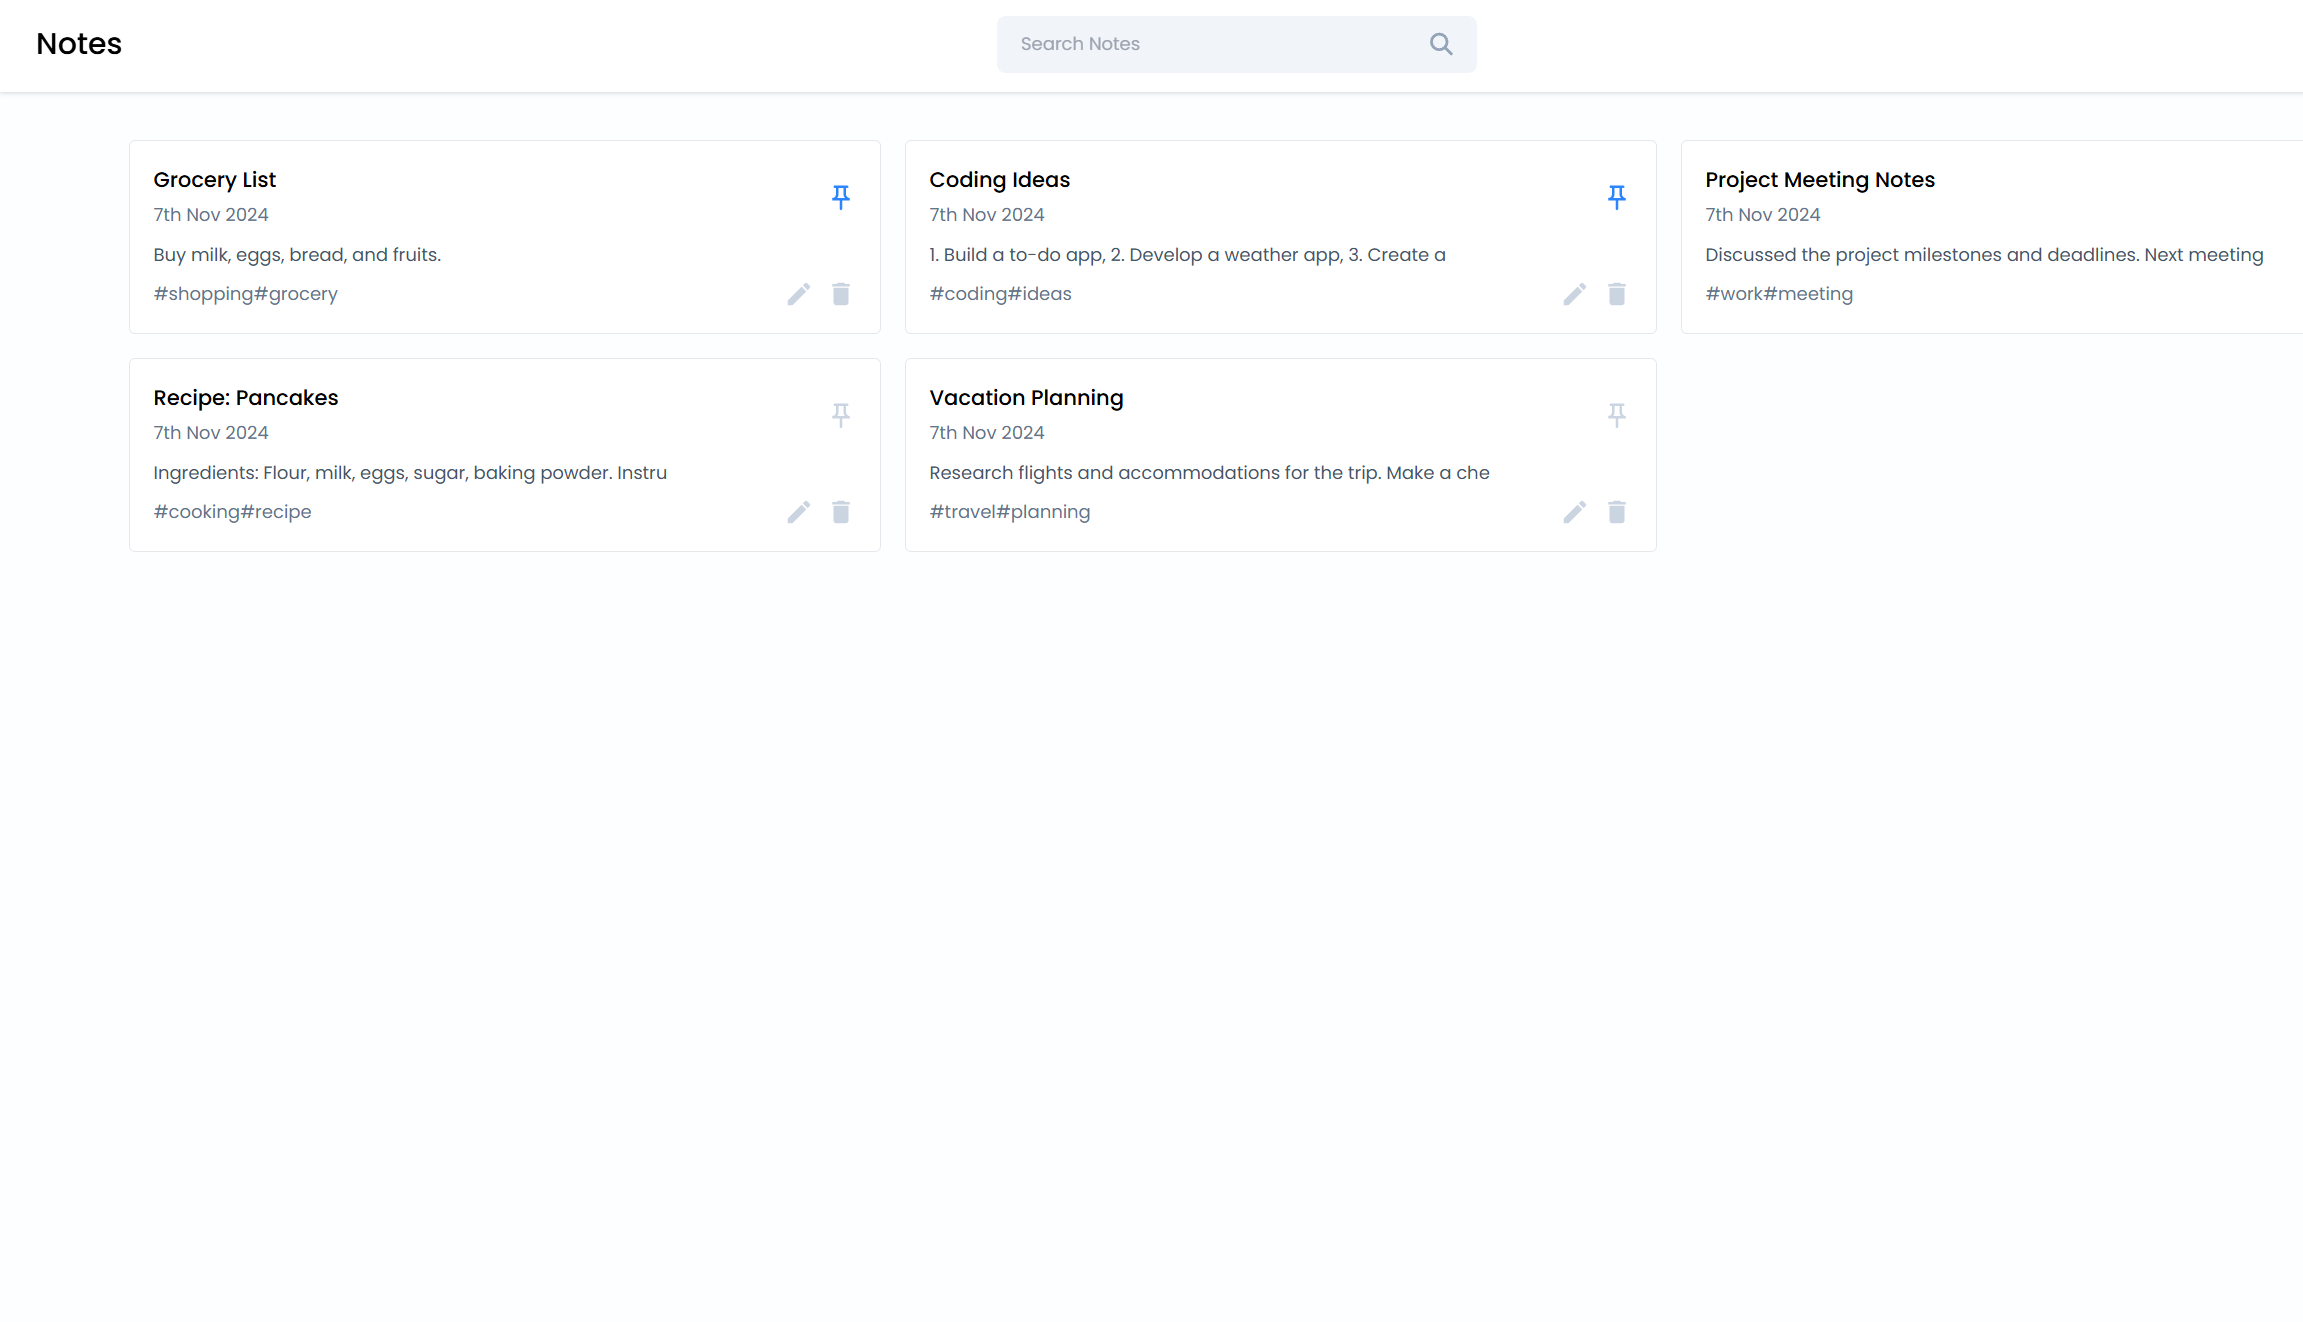 Notes
Search Notes
Grocery List
7th Nov 2024
Buy milk, eggs, bread, and fruits.
#shopping#grocery
Coding Ideas
7th Nov 2024
1. Build a to-do app, 2. Develop a weather app, 3. Create a
#coding#ideas
Project Meeting Notes
7th Nov 2024
Discussed the project milestones and deadlines. Next meeting
#work#meeting
Recipe: Pancakes
7th Nov 2024
Ingredients: Flour, milk, eggs, sugar, baking powder. Instru
#cooking#recipe
Vacation Planning
7th Nov 2024
Research flights and accommodations for the trip. Make a che
#travel#planning